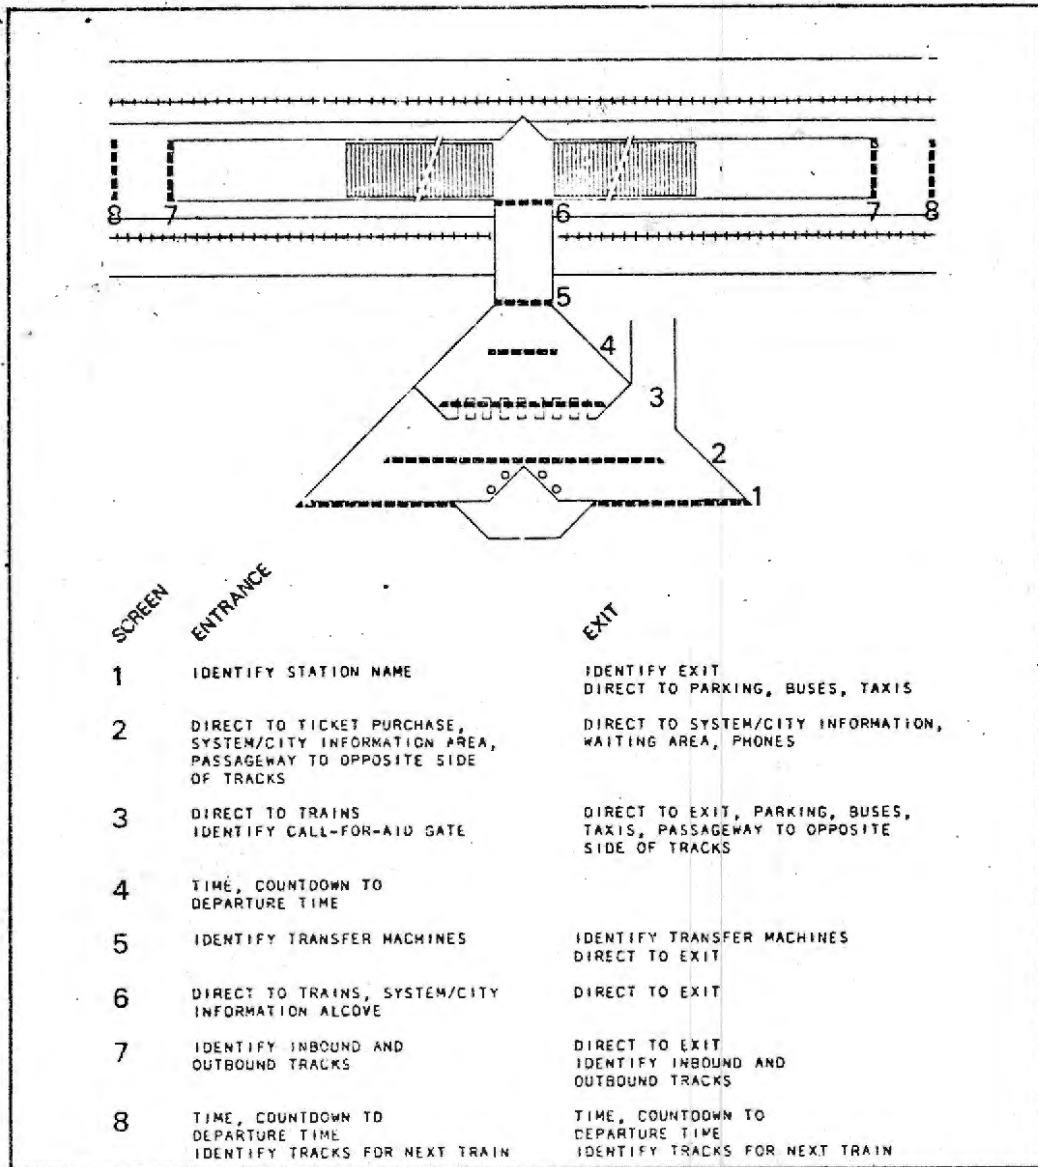 8 7 6 7 8
5
4
3
2
1
SCREEN ENTRANCE EXIT
1 IDENTIFY STATION NAME IDENTIFY EXIT
DIRECT TO PARKING, BUSES, TAXIS
2 DIRECT TO TICKET PURCHASE, DIRECT TO SYSTEM/CITY INFORMATION,
SYSTEM/CITY INFORMATION AREA, WAITING AREA, PHONES
PASSAGEWAY TO OPPOSITE SIDE
OF TRACKS
3 DIRECT TO TRAINS DIRECT TO EXIT, PARKING, BUSES,
IDENTIFY CALL-FOR-AID GATE TAXIS, PASSAGEWAY TO OPPOSITE
SIDE OF TRACKS
4 TIME, COUNTDOWN TO
DEPARTURE TIME
5 IDENTIFY TRANSFER MACHINES IDENTIFY TRANSFER MACHINES
DIRECT TO EXIT
6 DIRECT TO TRAINS, SYSTEM/CITY DIRECT TO EXIT
INFORMATION ALCOVE
7 IDENTIFY INBOUND AND DIRECT TO EXIT
OUTBOUND TRACKS IDENTIFY INBOUND AND
OUTBOUND TRACKS
8 TIME, COUNTDOWN TO TIME, COUNTDOWN TO
DEPARTURE TIME DEPARTURE TIME
IDENTIFY TRACKS FOR NEXT TRAIN IDENTIFY TRACKS FOR NEXT TRAIN